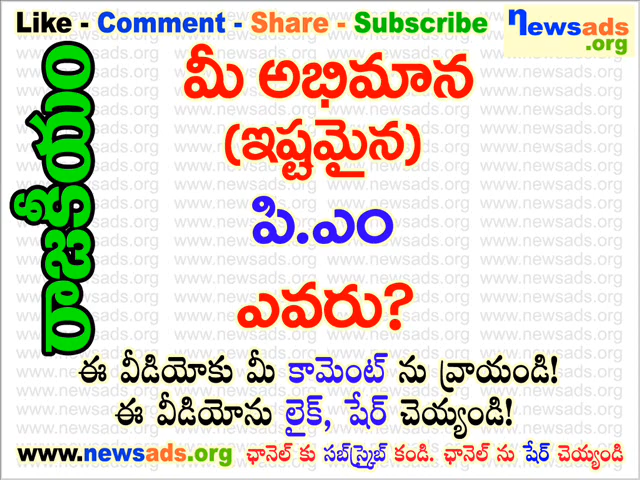 Like - Comment - Share - Subscribe
newsads
.org
రాజకీయం
మీ అభిమాన
(ఇష్టమైన)
పి.ఎం
ఎవరు?
ఈ వీడియోకు మీ కామెంట్ ను వ్రాయండి!
ఈ వీడియోను లైక్, షేర్ చెయ్యండి!
www.newsads.org ఛానెల్ కు సబ్‌స్క్రైబ్ కండి. ఛానెల్ ను షేర్ చెయ్యండి